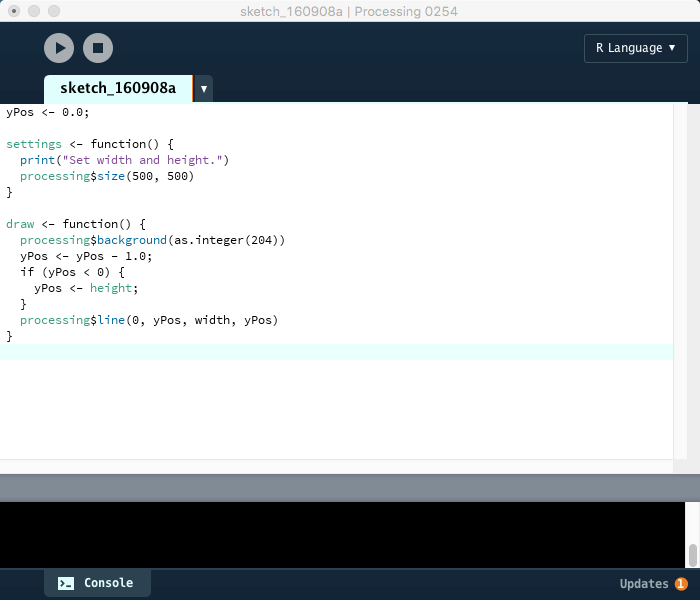 sketch_160908a | Processing 0254
R Language ▼
sketch_160908a ▼
yPos <- 0.0;
settings <- function() {
  print("Set width and height.")
  processing$size(500, 500)
}
draw <- function() {
  processing$background(as.integer(204))
  yPos <- yPos - 1.0;
  if (yPos < 0) {
    yPos <- height;
  }
  processing$line(0, yPos, width, yPos)
}
Console
Updates 1